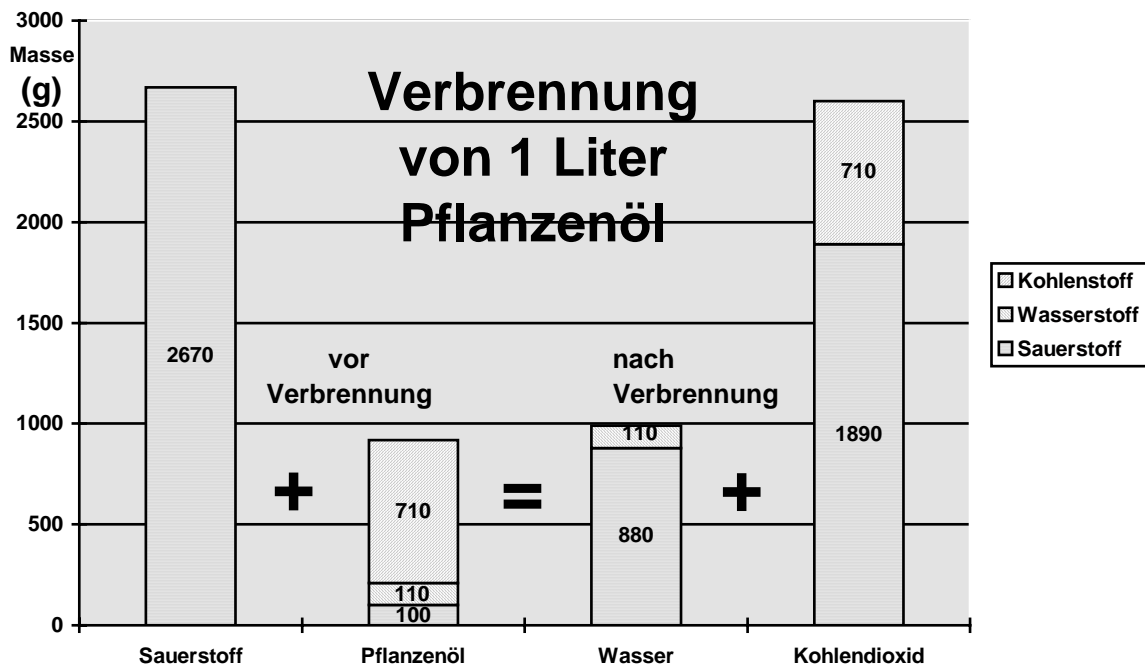 3000
Masse
(g)
2500
2000
1500
1000
500
0
Verbrennung
von 1 Liter
Pflanzenöl
vor
Verbrennung
nach
Verbrennung
2670
+
710
110
100
=
110
880
+
710
1890
Sauerstoff
Pflanzenöl
Wasser
Kohlendioxid
Kohlenstoff
Wasserstoff
Sauerstoff